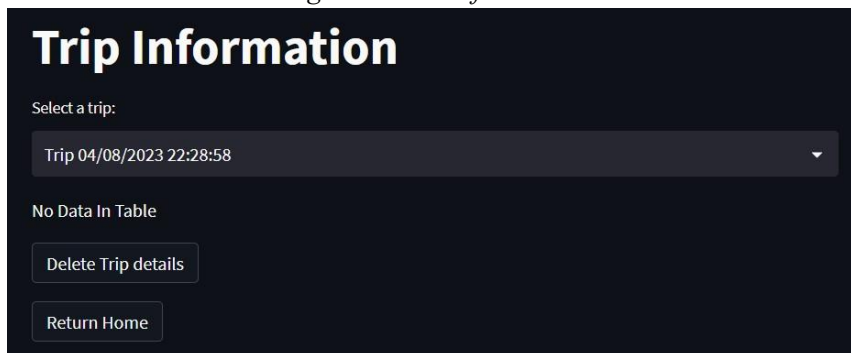 Trip Information
Select a trip:
Trip 04/08/2023 22:28:58
No Data In Table
Delete Trip details
Return Home